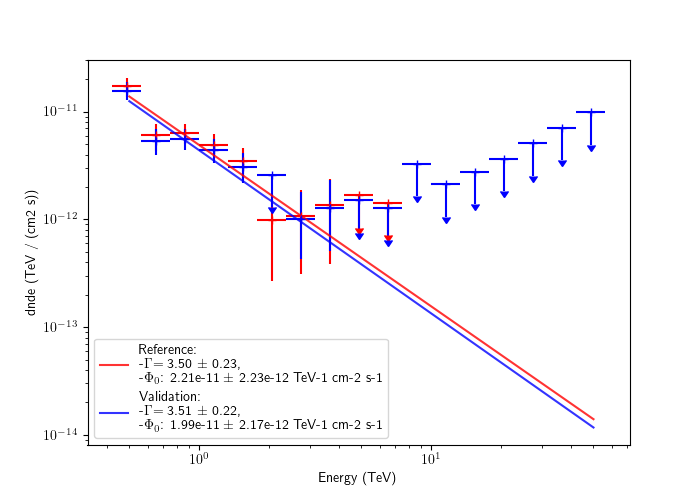 dnde (TeV / (cm2 s))
10⁻¹¹
10⁻¹²
10⁻¹³
10⁻¹⁴
Reference:
-Γ= 3.50 ± 0.23,
-Φ₀: 2.21e-11 ± 2.23e-12 TeV-1 cm-2 s-1
Validation:
-Γ= 3.51 ± 0.22,
-Φ₀: 1.99e-11 ± 2.17e-12 TeV-1 cm-2 s-1
10⁰
10¹
Energy (TeV)